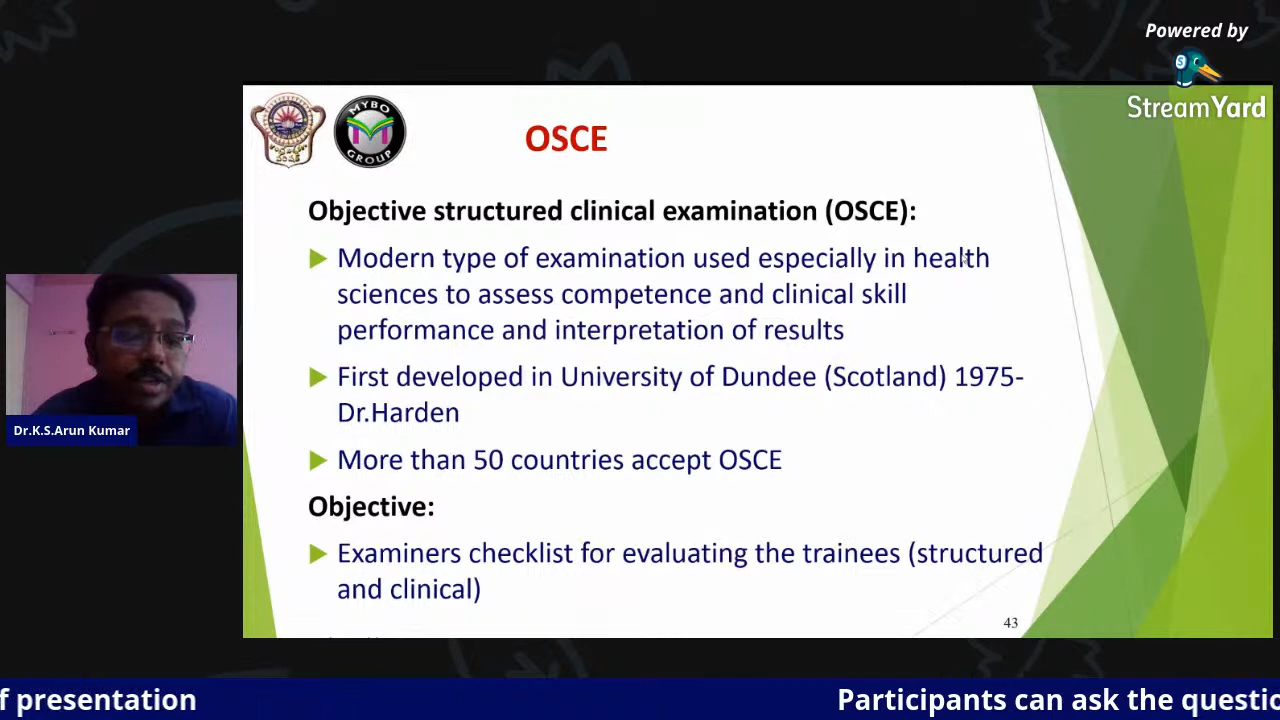 Powered by
StreamYard
MYBO
GROUP
OSCE
Objective structured clinical examination (OSCE):
Modern type of examination used especially in health
sciences to assess competence and clinical skill
performance and interpretation of results
First developed in University of Dundee (Scotland) 1975-
Dr.Harden
More than 50 countries accept OSCE
Objective:
Examiners checklist for evaluating the trainees (structured
and clinical)
43
Dr.K.S.Arun Kumar
f presentation
Participants can ask the questio